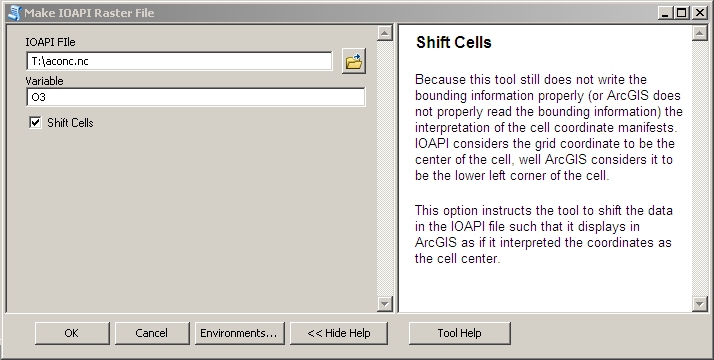 Make IOAPI Raster File
IOAPI FIle
T:\aconc.nc
Variable
O3
Shift Cells
Shift Cells
Because this tool still does not write the
bounding information properly (or ArcGIS does
not properly read the bounding information) the
interpretation of the cell coordinate manifests.
IOAPI considers the grid coordinate to be the
center of the cell, well ArcGIS considers it to
be the lower left corner of the cell.
This option instructs the tool to shift the data
in the IOAPI file such that it displays in
ArcGIS as if it interpreted the coordinates as
the cell center.
OK
Cancel
Environments...
<< Hide Help
Tool Help